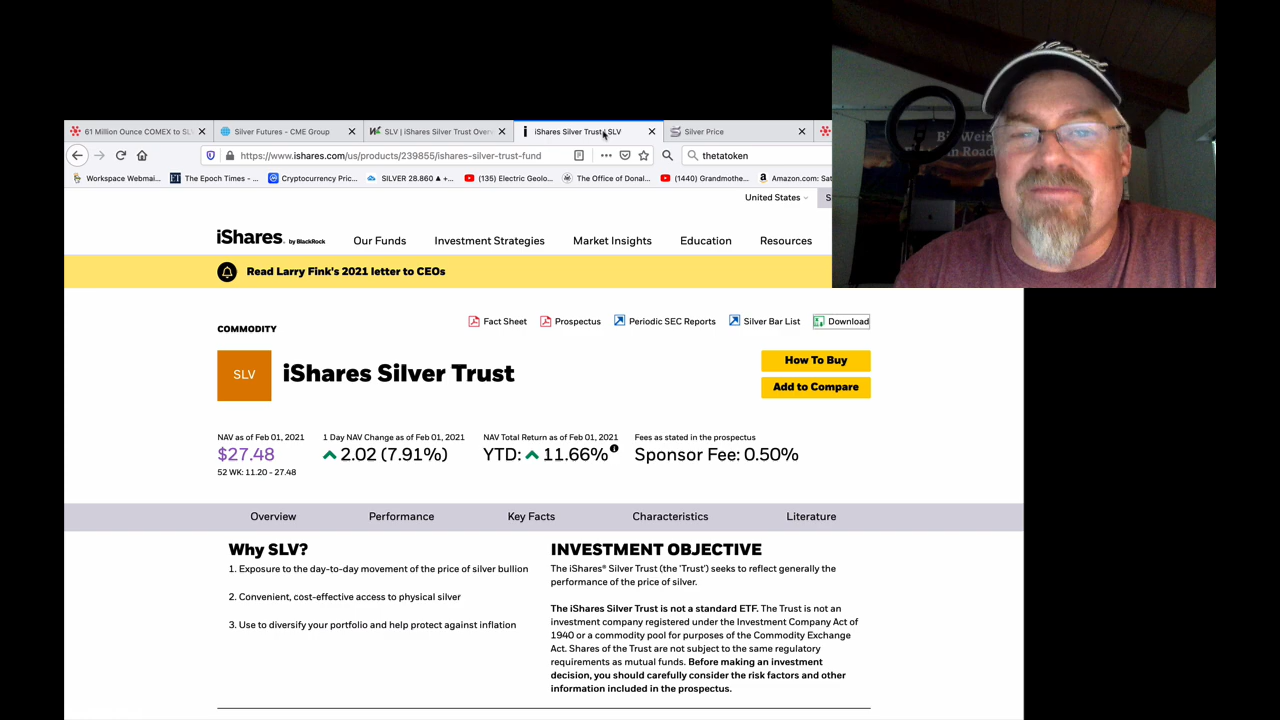 61 Million Ounce COMEX to SLV
Silver Futures - CME Group
SLV | iShares Silver Trust Over
iShares Silver Trust | SLV
Silver Price
https://www.ishares.com/us/products/239855/ishares-silver-trust-fund
thetatoken
Workspace Webmai...
The Epoch Times - ...
Cryptocurrency Pric...
SILVER 28.860 ▲ +...
(135) Electric Geolo...
The Office of Donal...
(1440) Grandmothe...
Amazon.com: Sat
United States
S
iShares. by BlackRock
Our Funds
Investment Strategies
Market Insights
Education
Resources
Read Larry Fink's 2021 letter to CEOs
COMMODITY
Fact Sheet
Prospectus
Periodic SEC Reports
Silver Bar List
Download
SLV
iShares Silver Trust
How To Buy
Add to Compare
NAV as of Feb 01, 2021
$27.48
52 WK: 11.20 - 27.48
1 Day NAV Change as of Feb 01, 2021
2.02 (7.91%)
NAV Total Return as of Feb 01, 2021
YTD: 11.66%
Fees as stated in the prospectus
Sponsor Fee: 0.50%
Overview
Performance
Key Facts
Characteristics
Literature
Why SLV?
1. Exposure to the day-to-day movement of the price of silver bullion
2. Convenient, cost-effective access to physical silver
3. Use to diversify your portfolio and help protect against inflation
INVESTMENT OBJECTIVE
The iShares® Silver Trust (the 'Trust') seeks to reflect generally the
performance of the price of silver.
The iShares Silver Trust is not a standard ETF. The Trust is not an
investment company registered under the Investment Company Act of
1940 or a commodity pool for purposes of the Commodity Exchange
Act. Shares of the Trust are not subject to the same regulatory
requirements as mutual funds. Before making an investment
decision, you should carefully consider the risk factors and other
information included in the prospectus.